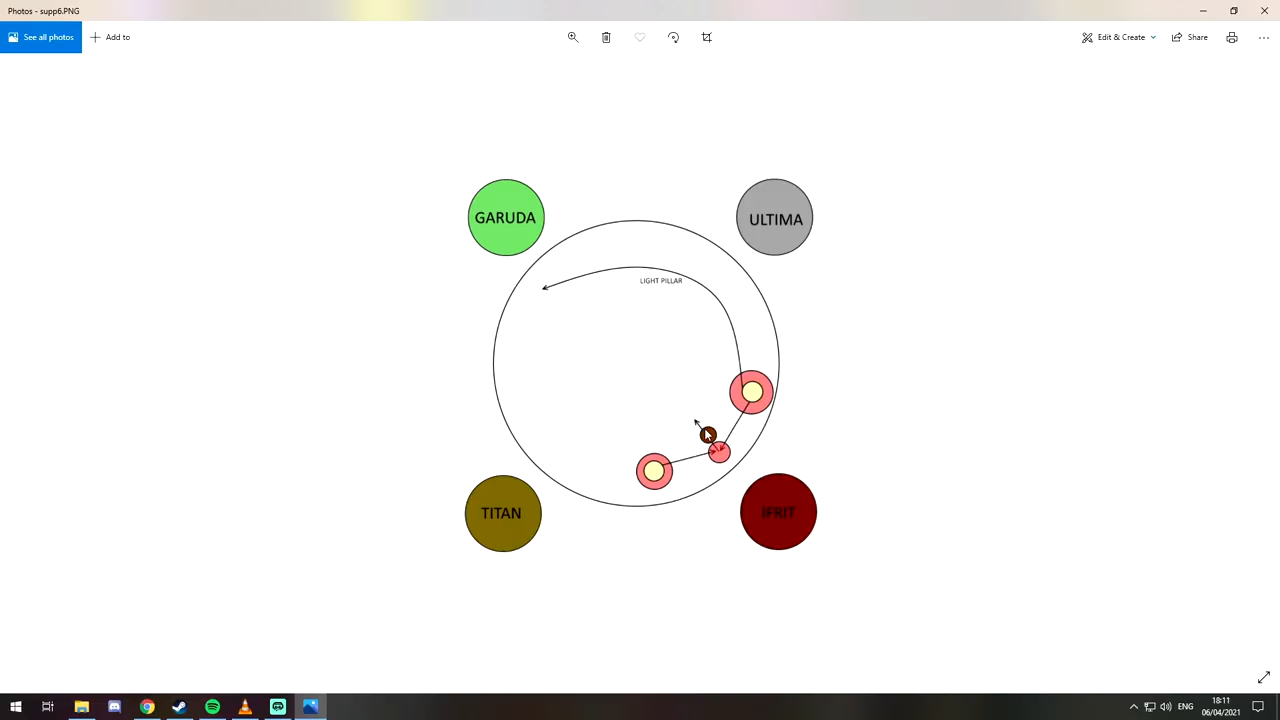 Photos - supp6.PNG
See all photos
Add to
Edit & Create
Share
GARUDA
ULTIMA
LIGHT PILLAR
TITAN
IFRIT
ENG
18:11
06/04/2021